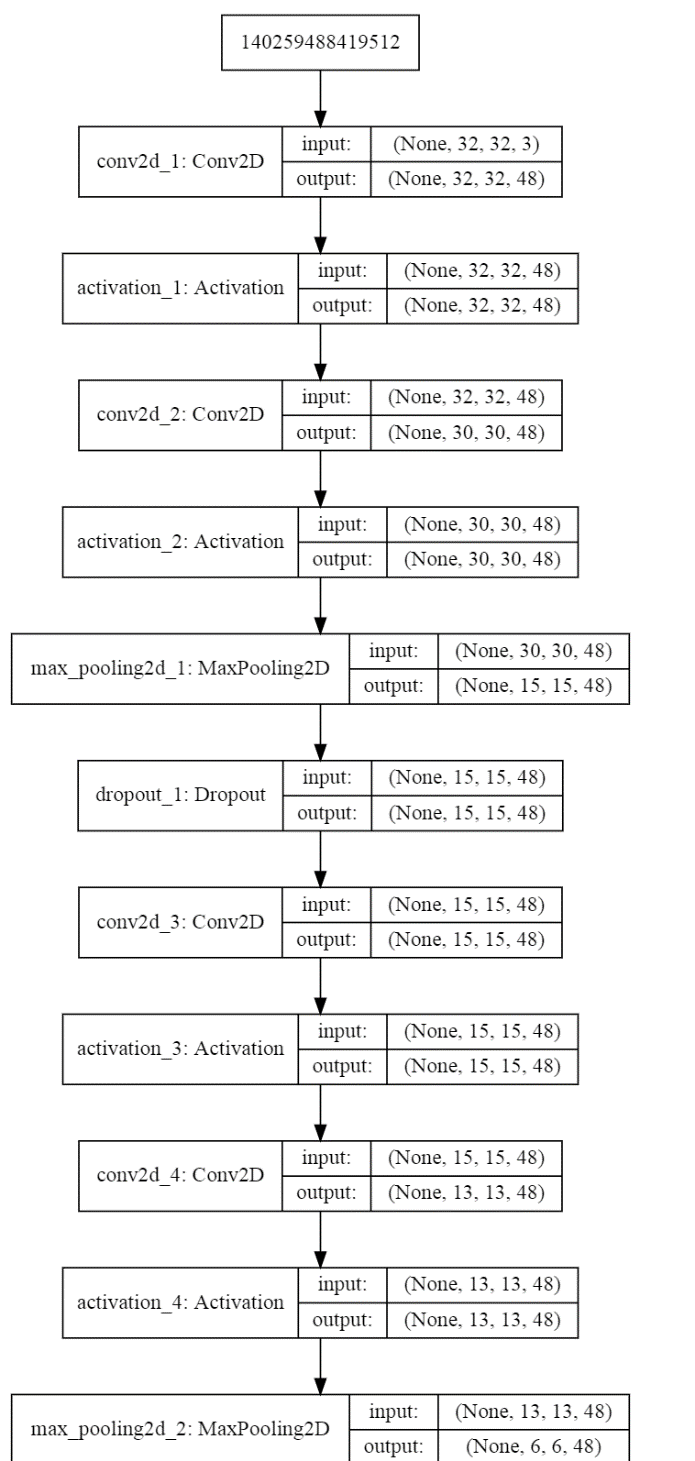 140259488419512
conv2d_1: Conv2D
input:
(None, 32, 32, 3)
output:
(None, 32, 32, 48)
activation_1: Activation
input:
(None, 32, 32, 48)
output:
(None, 32, 32, 48)
conv2d_2: Conv2D
input:
(None, 32, 32, 48)
output:
(None, 30, 30, 48)
activation_2: Activation
input:
(None, 30, 30, 48)
output:
(None, 30, 30, 48)
max_pooling2d_1: MaxPooling2D
input:
(None, 30, 30, 48)
output:
(None, 15, 15, 48)
dropout_1: Dropout
input:
(None, 15, 15, 48)
output:
(None, 15, 15, 48)
conv2d_3: Conv2D
input:
(None, 15, 15, 48)
output:
(None, 15, 15, 48)
activation_3: Activation
input:
(None, 15, 15, 48)
output:
(None, 15, 15, 48)
conv2d_4: Conv2D
input:
(None, 15, 15, 48)
output:
(None, 13, 13, 48)
activation_4: Activation
input:
(None, 13, 13, 48)
output:
(None, 13, 13, 48)
max_pooling2d_2: MaxPooling2D
input:
(None, 13, 13, 48)
output:
(None, 6, 6, 48)